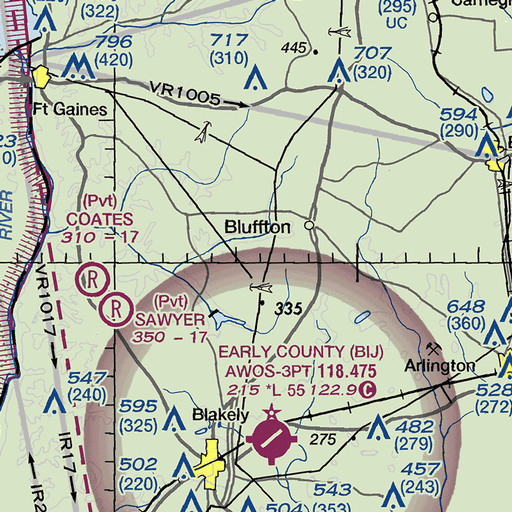 (322)
(295)
UC
796
(420)
717
(310)
445
707
(320)
VR1005
594
(290)
Ft Gaines
RIVER
(Pvt)
COATES
310 - 17
Bluffton
R
R
(Pvt)
SAWYER
350 - 17
335
VR1017
648
(360)
EARLY COUNTY (BIJ)
AWOS-3PT 118.475
215 *L 55 122.9 C
Arlington
547
(240)
528
(272)
595
(325)
Blakely
482
(279)
275
IR17
502
(220)
457
(243)
543
(353)
504